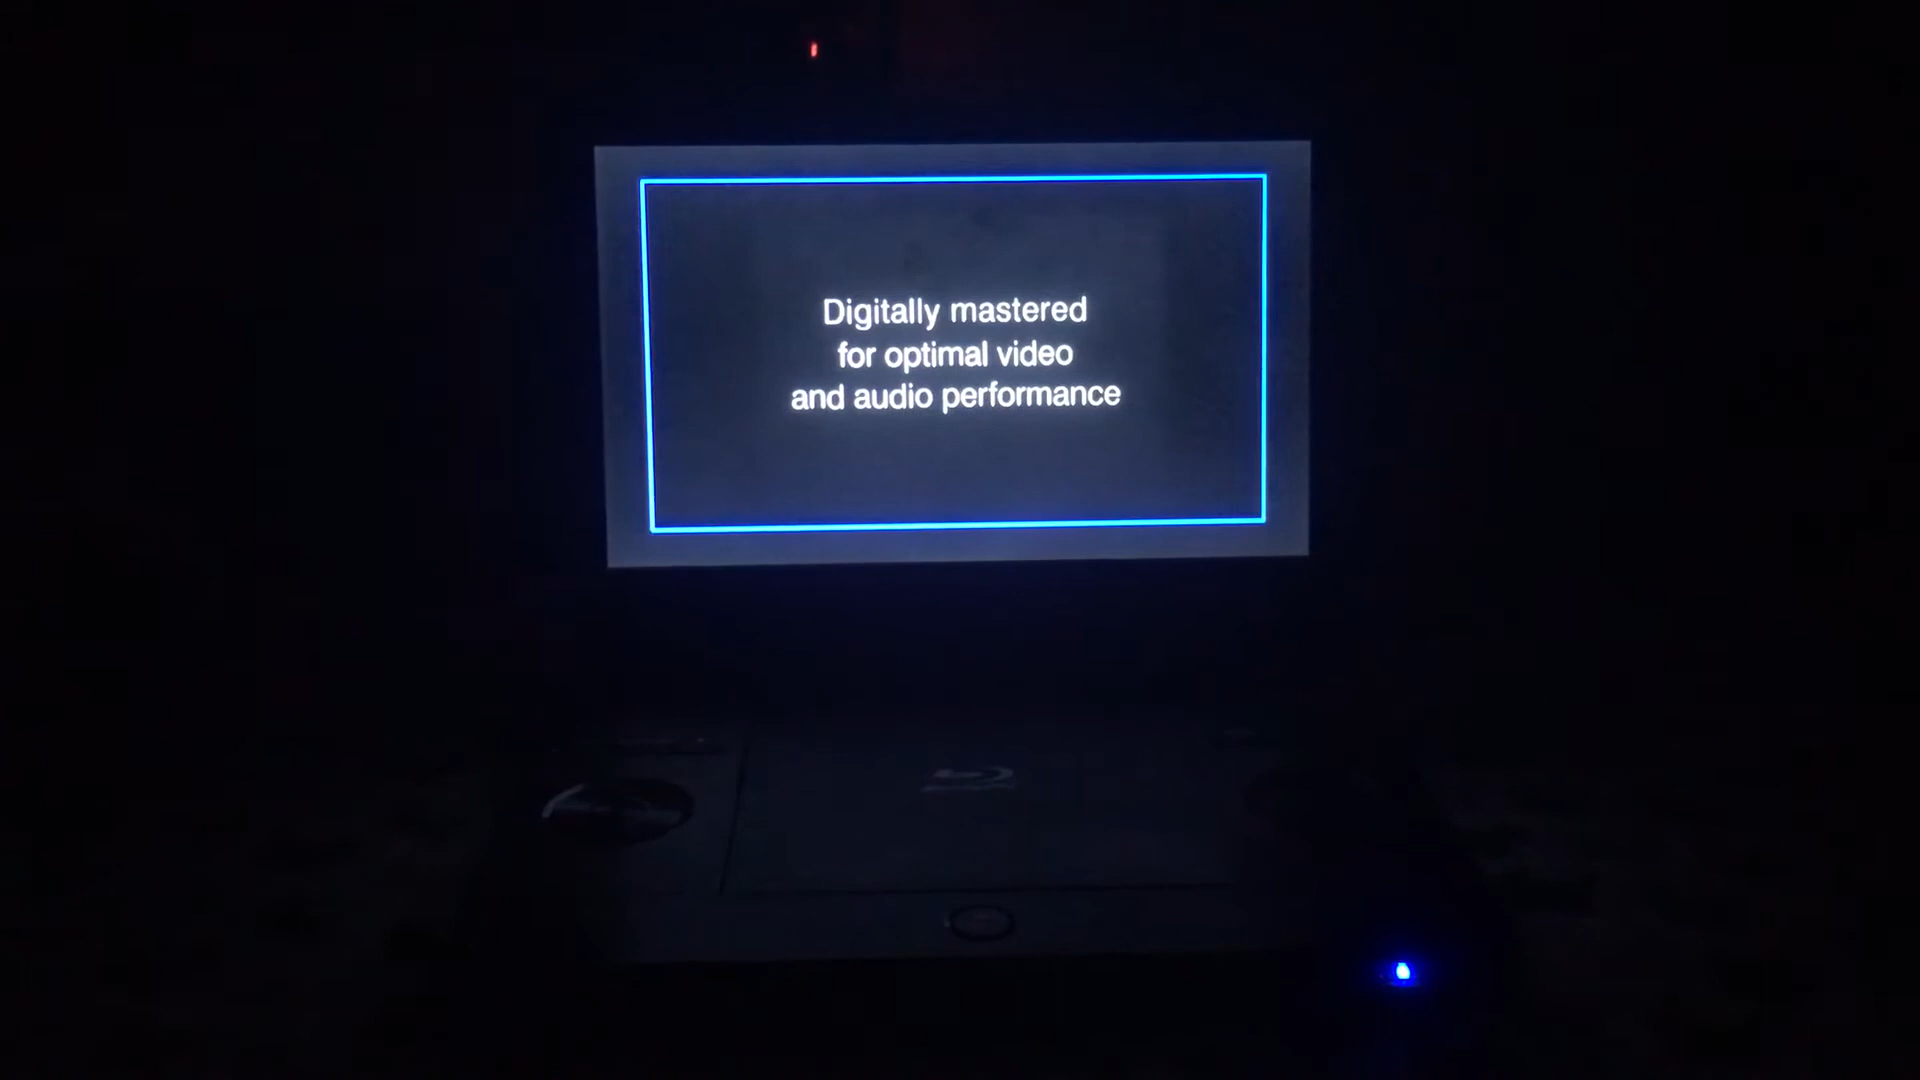 Digitally mastered
for optimal video
and audio performance